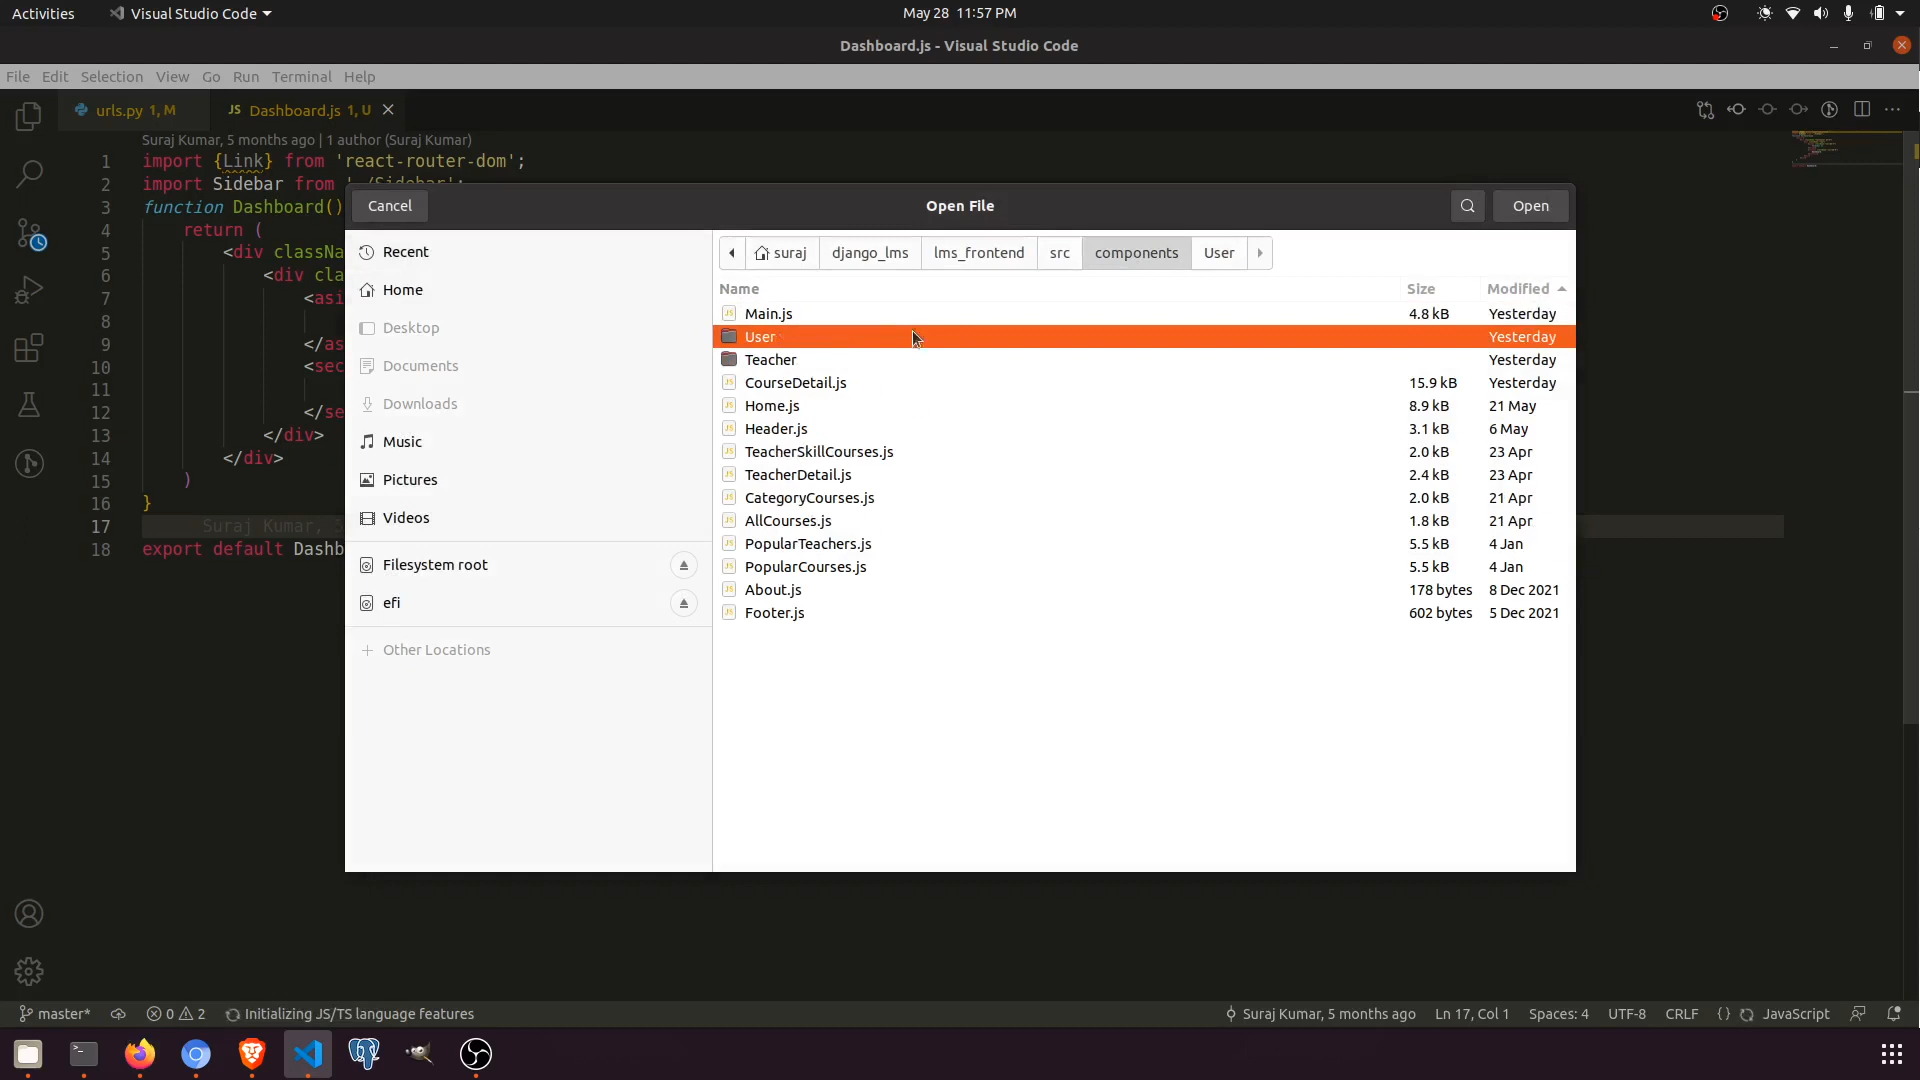 Activities
Visual Studio Code
May 28 11:57 PM
Dashboard.js - Visual Studio Code
File Edit Selection View Go Run Terminal Help
urls.py 1, M
JS Dashboard.js 1, U
Suraj Kumar, 5 months ago | 1 author (Suraj Kumar)
1 import {Link} from 'react-router-dom';
2 import Sidebar from './Sidebar';
3 function Dashboard()
4 return (
5 <div classNa
6 <div cla
7 <asi
8
9 </as
10 <sec
11
12 </se
13 </div>
14 </div>
15 )
16 }
17 Suraj Kumar, 5
18 export default Dashb
Cancel
Open File
Open
Recent
Home
Desktop
Documents
Downloads
Music
Pictures
Videos
Filesystem root
efi
Other Locations
suraj django_lms lms_frontend src components User
Name Size Modified
Main.js 4.8 kB Yesterday
User Yesterday
Teacher Yesterday
CourseDetail.js 15.9 kB Yesterday
Home.js 8.9 kB 21 May
Header.js 3.1 kB 6 May
TeacherSkillCourses.js 2.0 kB 23 Apr
TeacherDetail.js 2.4 kB 23 Apr
CategoryCourses.js 2.0 kB 21 Apr
AllCourses.js 1.8 kB 21 Apr
PopularTeachers.js 5.5 kB 4 Jan
PopularCourses.js 5.5 kB 4 Jan
About.js 178 bytes 8 Dec 2021
Footer.js 602 bytes 5 Dec 2021
master* 0 2 Initializing JS/TS language features
Suraj Kumar, 5 months ago Ln 17, Col 1 Spaces: 4 UTF-8 CRLF {} JavaScript